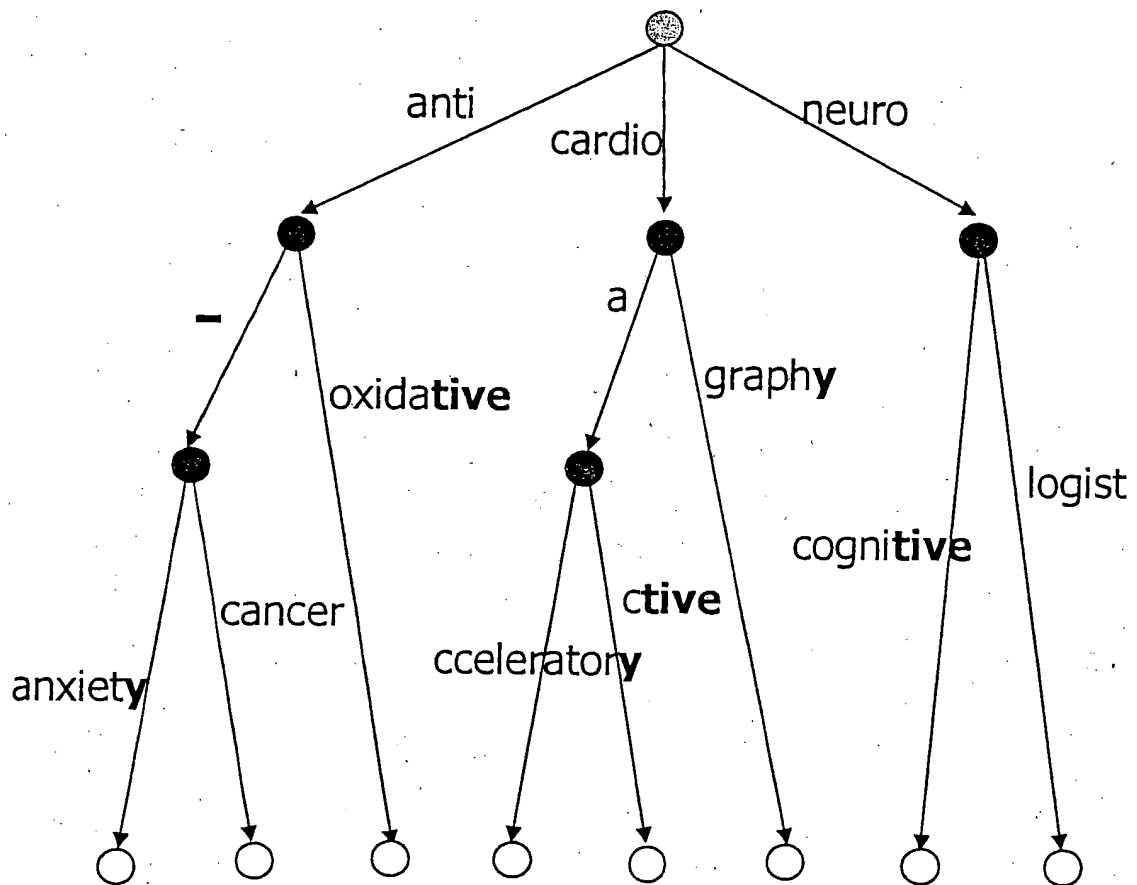 anti
neuro
cardio
a
–
graphy
oxidative
logist
cognitive
ctive
cancer
cceleratory
anxiety